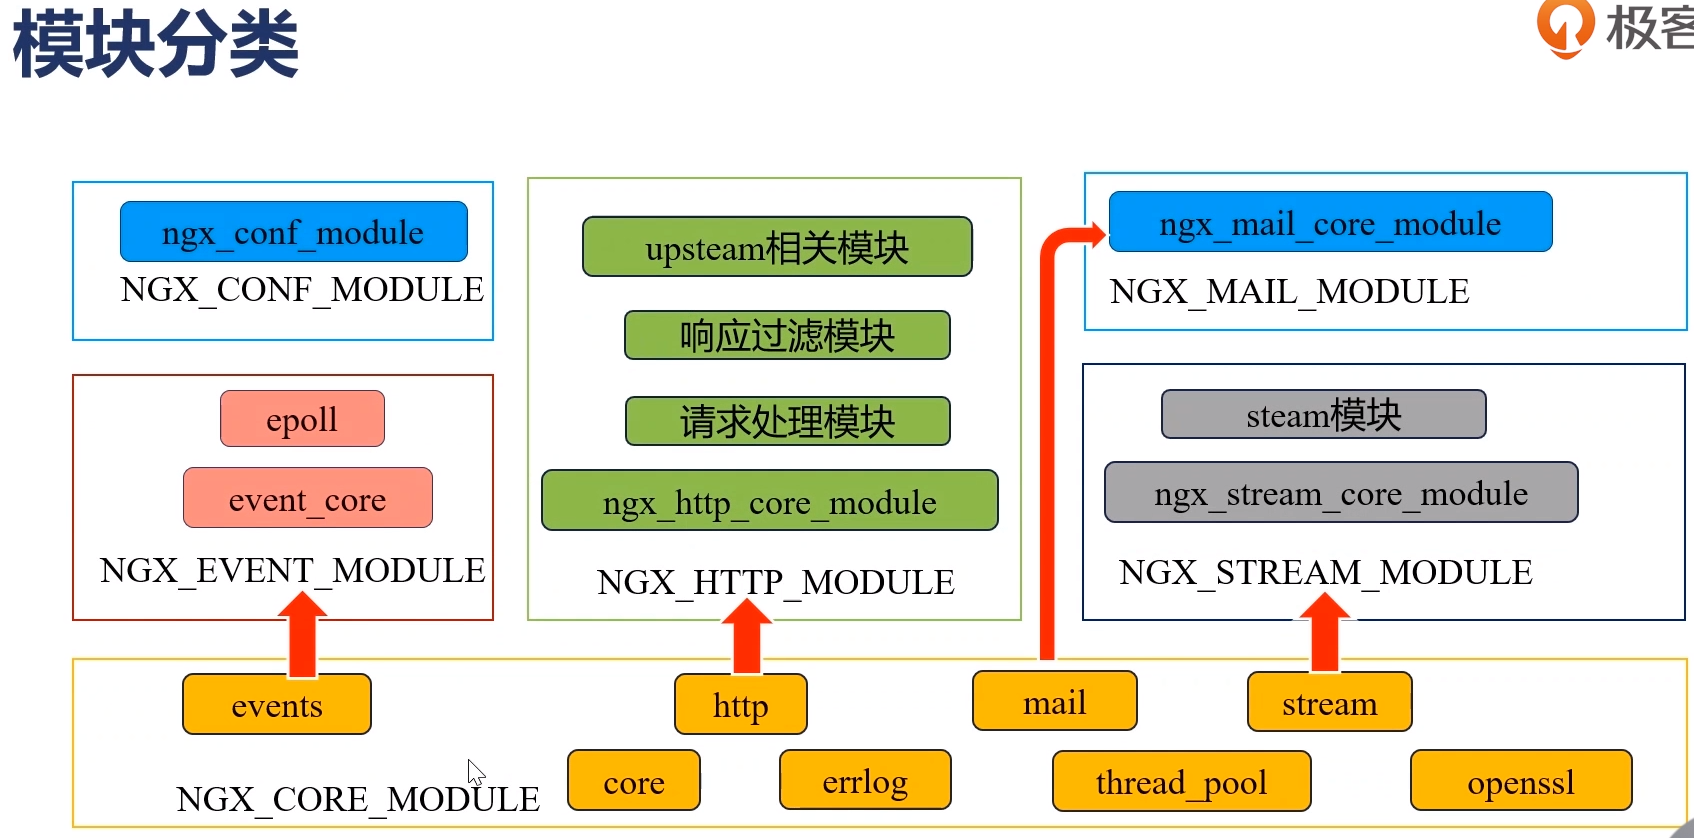 模块分类
极客
ngx_conf_module
NGX_CONF_MODULE
epoll
event_core
NGX_EVENT_MODULE
upsteam相关模块
响应过滤模块
请求处理模块
ngx_http_core_module
NGX_HTTP_MODULE
ngx_mail_core_module
NGX_MAIL_MODULE
steam模块
ngx_stream_core_module
NGX_STREAM_MODULE
events
http
mail
stream
core
errlog
thread_pool
openssl
NGX_CORE_MODULE